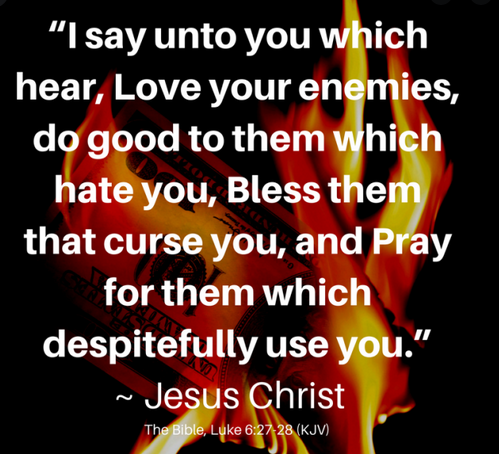 “I say unto you which
hear, Love your enemies,
do good to them which
hate you, Bless them
that curse you, and Pray
for them which
despitefully use you.”
~ Jesus Christ
The Bible, Luke 6:27-28 (KJV)